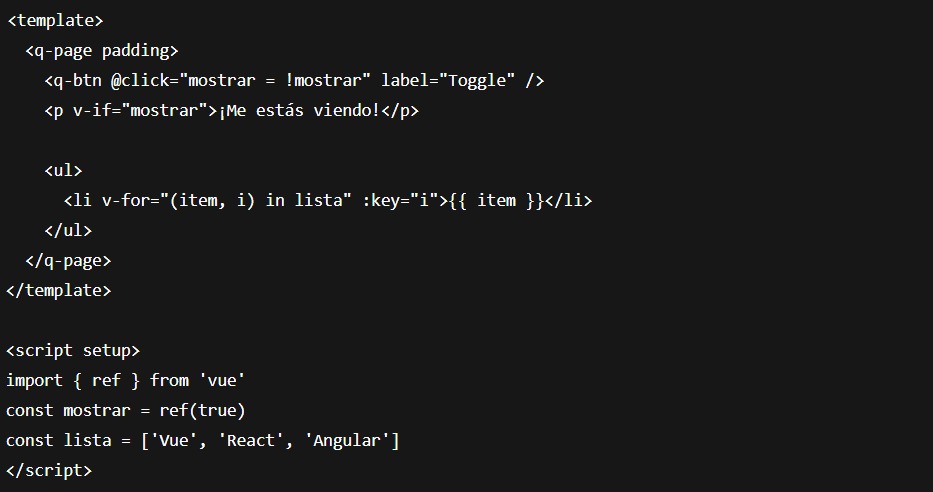 <template>
  <q-page padding>
    <q-btn @click="mostrar = !mostrar" label="Toggle" />
    <p v-if="mostrar">¡Me estás viendo!</p>

    <ul>
      <li v-for="(item, i) in lista" :key="i">{{ item }}</li>
    </ul>
  </q-page>
</template>

<script setup>
import { ref } from 'vue'
const mostrar = ref(true)
const lista = ['Vue', 'React', 'Angular']
</script>